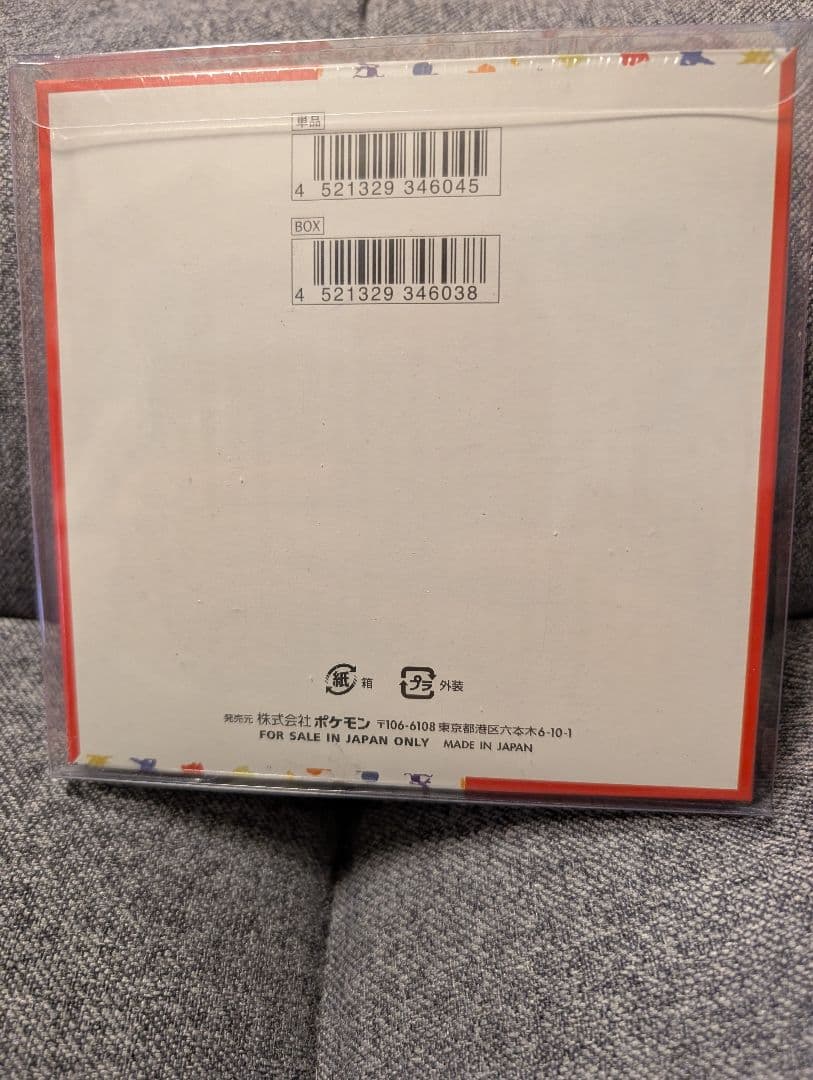 単品
4 521329 346045
BOX
4 521329 346038
紙 箱 プラ 外装
発売元 株式会社 ポケモン 〒106-6108 東京都港区六本木6-10-1
FOR SALE IN JAPAN ONLY MADE IN JAPAN